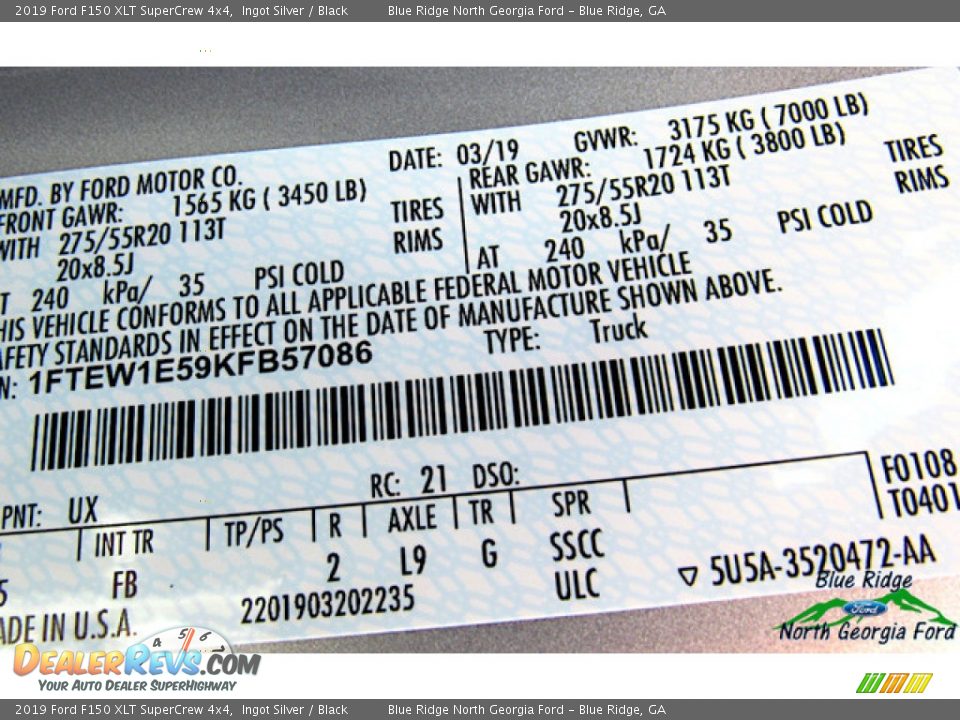 2019 Ford F150 XLT SuperCrew 4x4, Ingot Silver / Black Blue Ridge North Georgia Ford - Blue Ridge, GA
MFD. BY FORD MOTOR CO. DATE: 03/19 GVWR: 3175 KG ( 7000 LB)
FRONT GAWR: 1565 KG ( 3450 LB) REAR GAWR: 1724 KG ( 3800 LB)
WITH 275/55R20 113T TIRES WITH 275/55R20 113T TIRES
20x8.5J RIMS 20x8.5J RIMS
T 240 kPa/ 35 PSI COLD AT 240 kPa/ 35 PSI COLD
HIS VEHICLE CONFORMS TO ALL APPLICABLE FEDERAL MOTOR VEHICLE
AFETY STANDARDS IN EFFECT ON THE DATE OF MANUFACTURE SHOWN ABOVE.
N: 1FTEW1E59KFB57086 TYPE: Truck
PNT: UX RC: 21 DSO: F0108
T0401
INT TR TP/PS R AXLE TR SPR
5 FB 2 L9 G SSCC
2201903202235 ULC ▽ 5U5A-3520472-AA
ADE IN U.S.A.
Blue Ridge
Ford
North Georgia Ford
4 5 6
DEALERREVS.COM
YOUR AUTO DEALER SUPERHIGHWAY
2019 Ford F150 XLT SuperCrew 4x4, Ingot Silver / Black Blue Ridge North Georgia Ford - Blue Ridge, GA